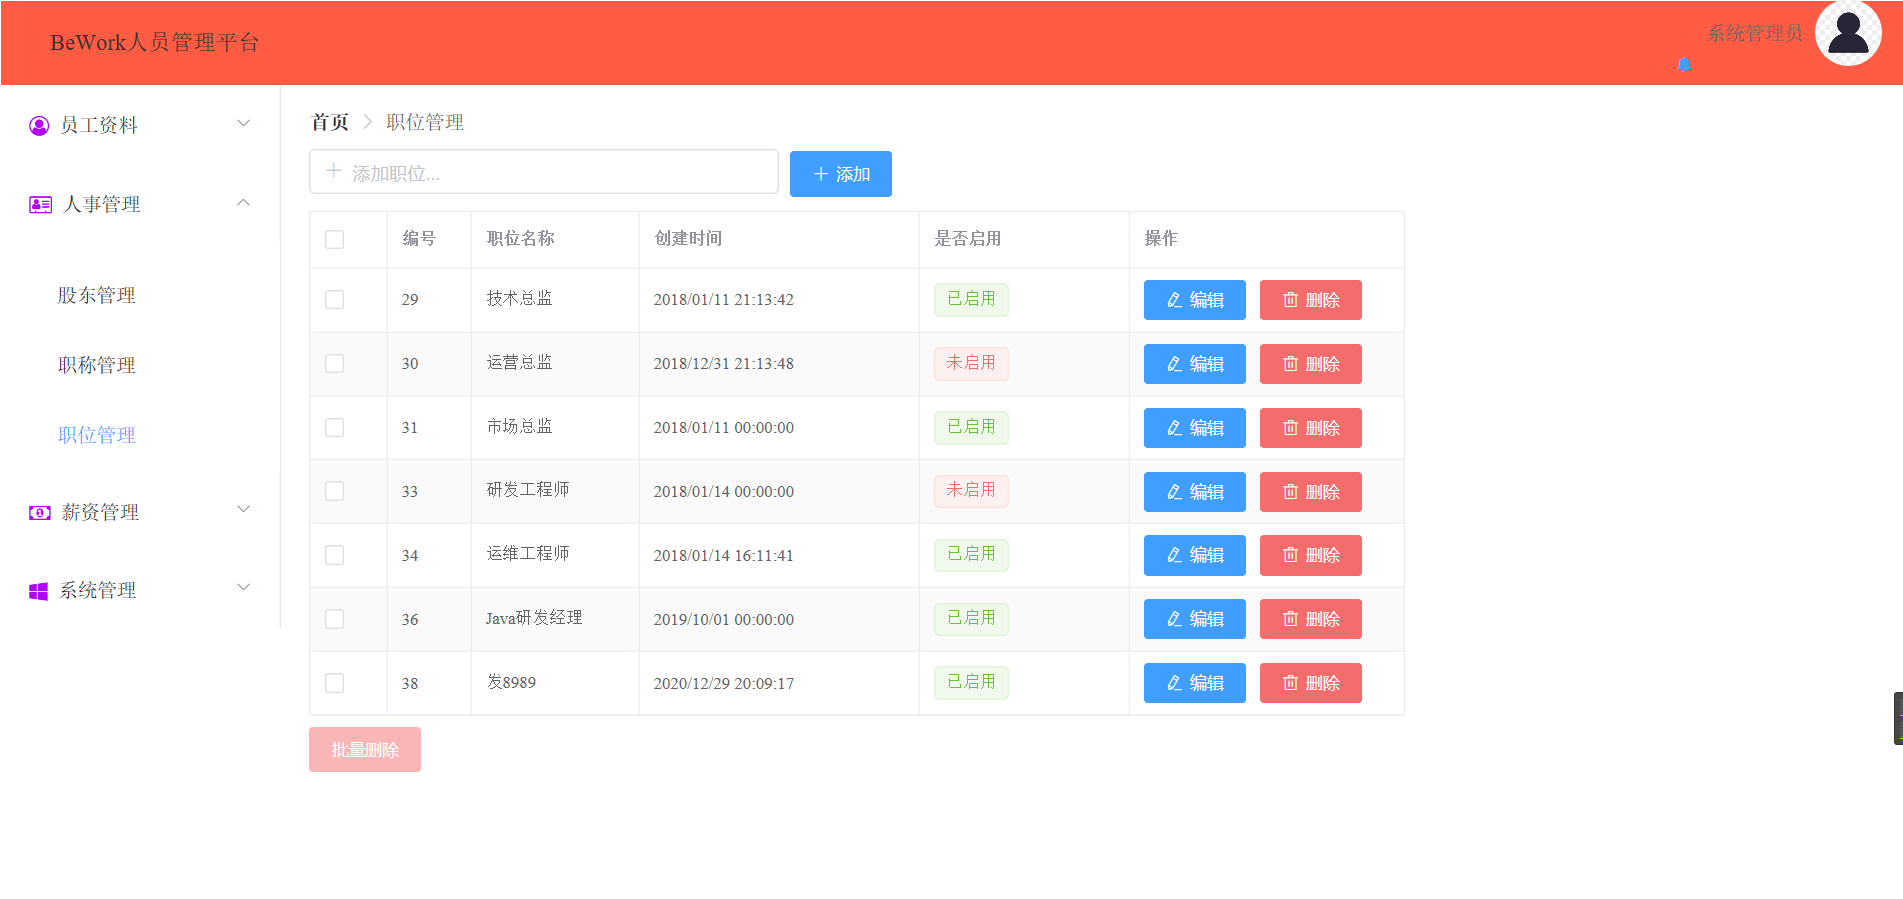 BeWork人员管理平台
系统管理员
员工资料
人事管理
股东管理
职称管理
职位管理
薪资管理
系统管理
首页 职位管理
添加职位...
添加
编号 职位名称 创建时间 是否启用 操作
29 技术总监 2018/01/11 21:13:42 已启用 编辑 删除
30 运营总监 2018/12/31 21:13:48 未启用 编辑 删除
31 市场总监 2018/01/11 00:00:00 已启用 编辑 删除
33 研发工程师 2018/01/14 00:00:00 未启用 编辑 删除
34 运维工程师 2018/01/14 16:11:41 已启用 编辑 删除
36 Java研发经理 2019/10/01 00:00:00 已启用 编辑 删除
38 发8989 2020/12/29 20:09:17 已启用 编辑 删除
批量删除